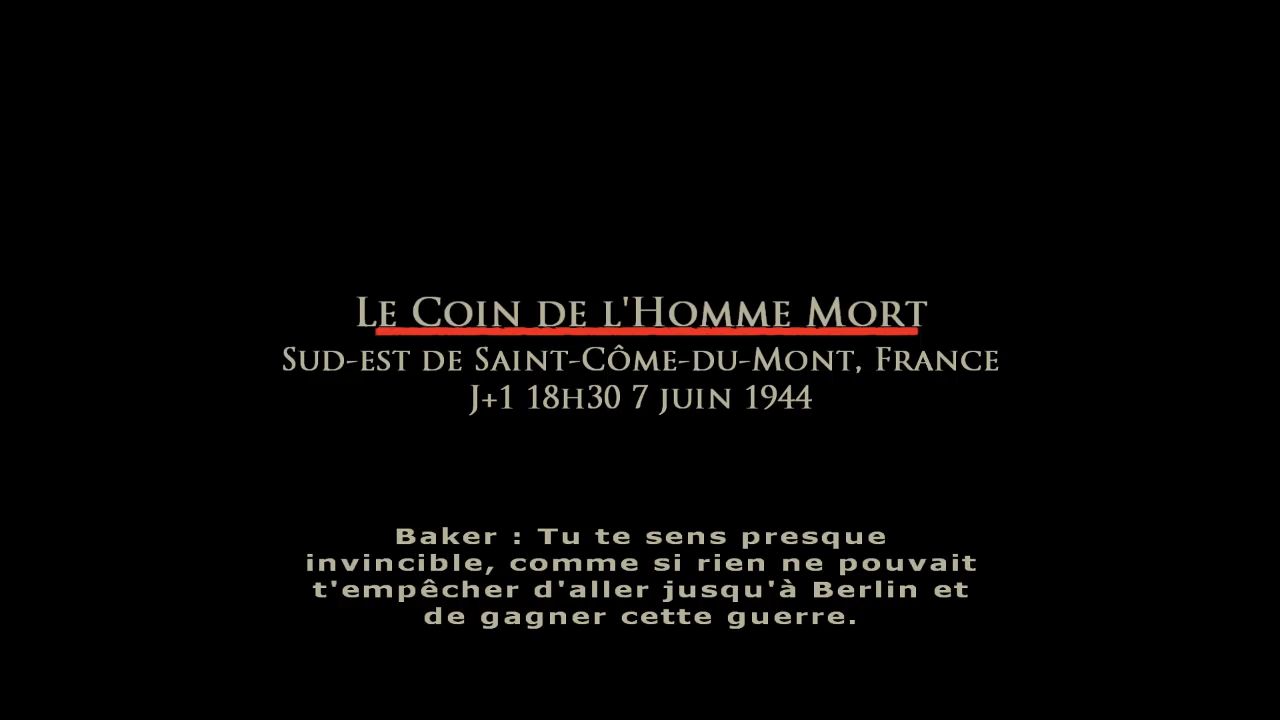 Le Coin de l'Homme Mort
Sud-est de Saint-Côme-du-Mont, France
J+1 18h30 7 juin 1944
Baker : Tu te sens presque
invincible, comme si rien ne pouvait
t'empêcher d'aller jusqu'à Berlin et
de gagner cette guerre.